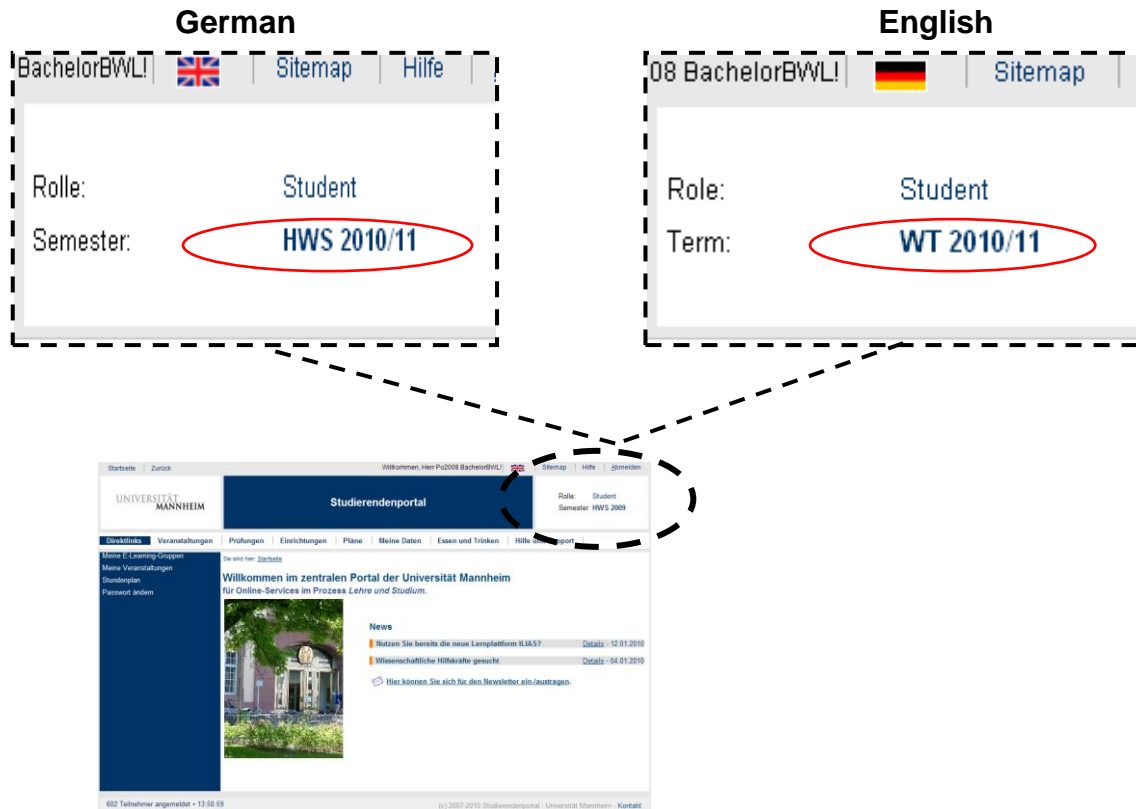 German
English
BachelorBWL! Sitemap Hilfe
Rolle: Student
Semester: HWS 2010/11
08 BachelorBWL! Sitemap
Role: Student
Term: WT 2010/11
Startseite Zurück Willkommen, Herr Po2008 BachelorBWL! Sitemap Hilfe Abmelden
UNIVERSITÄT
MANNHEIM
Studierendenportal
Rolle: Student
Semester: HWS 2009
Direktlinks Veranstaltungen Prüfungen Einrichtungen Pläne Meine Daten Essen und Trinken Hilfe und Support
Meine E-Learning-Gruppen
Meine Veranstaltungen
Stundenplan
Passwort ändern
Sie sind hier: Startseite
Willkommen im zentralen Portal der Universität Mannheim
für Online-Services im Prozess Lehre und Studium.
News
Nutzen Sie bereits die neue Lernplattform ILIAS? Details - 12.01.2010
Wissenschaftliche Hilfskräfte gesucht Details - 04.01.2010
Hier können Sie sich für den Newsletter ein-/austragen.
602 Teilnehmer angemeldet • 13:50:59 (c) 2007-2010 Studierendenportal - Universität Mannheim - Kontakt